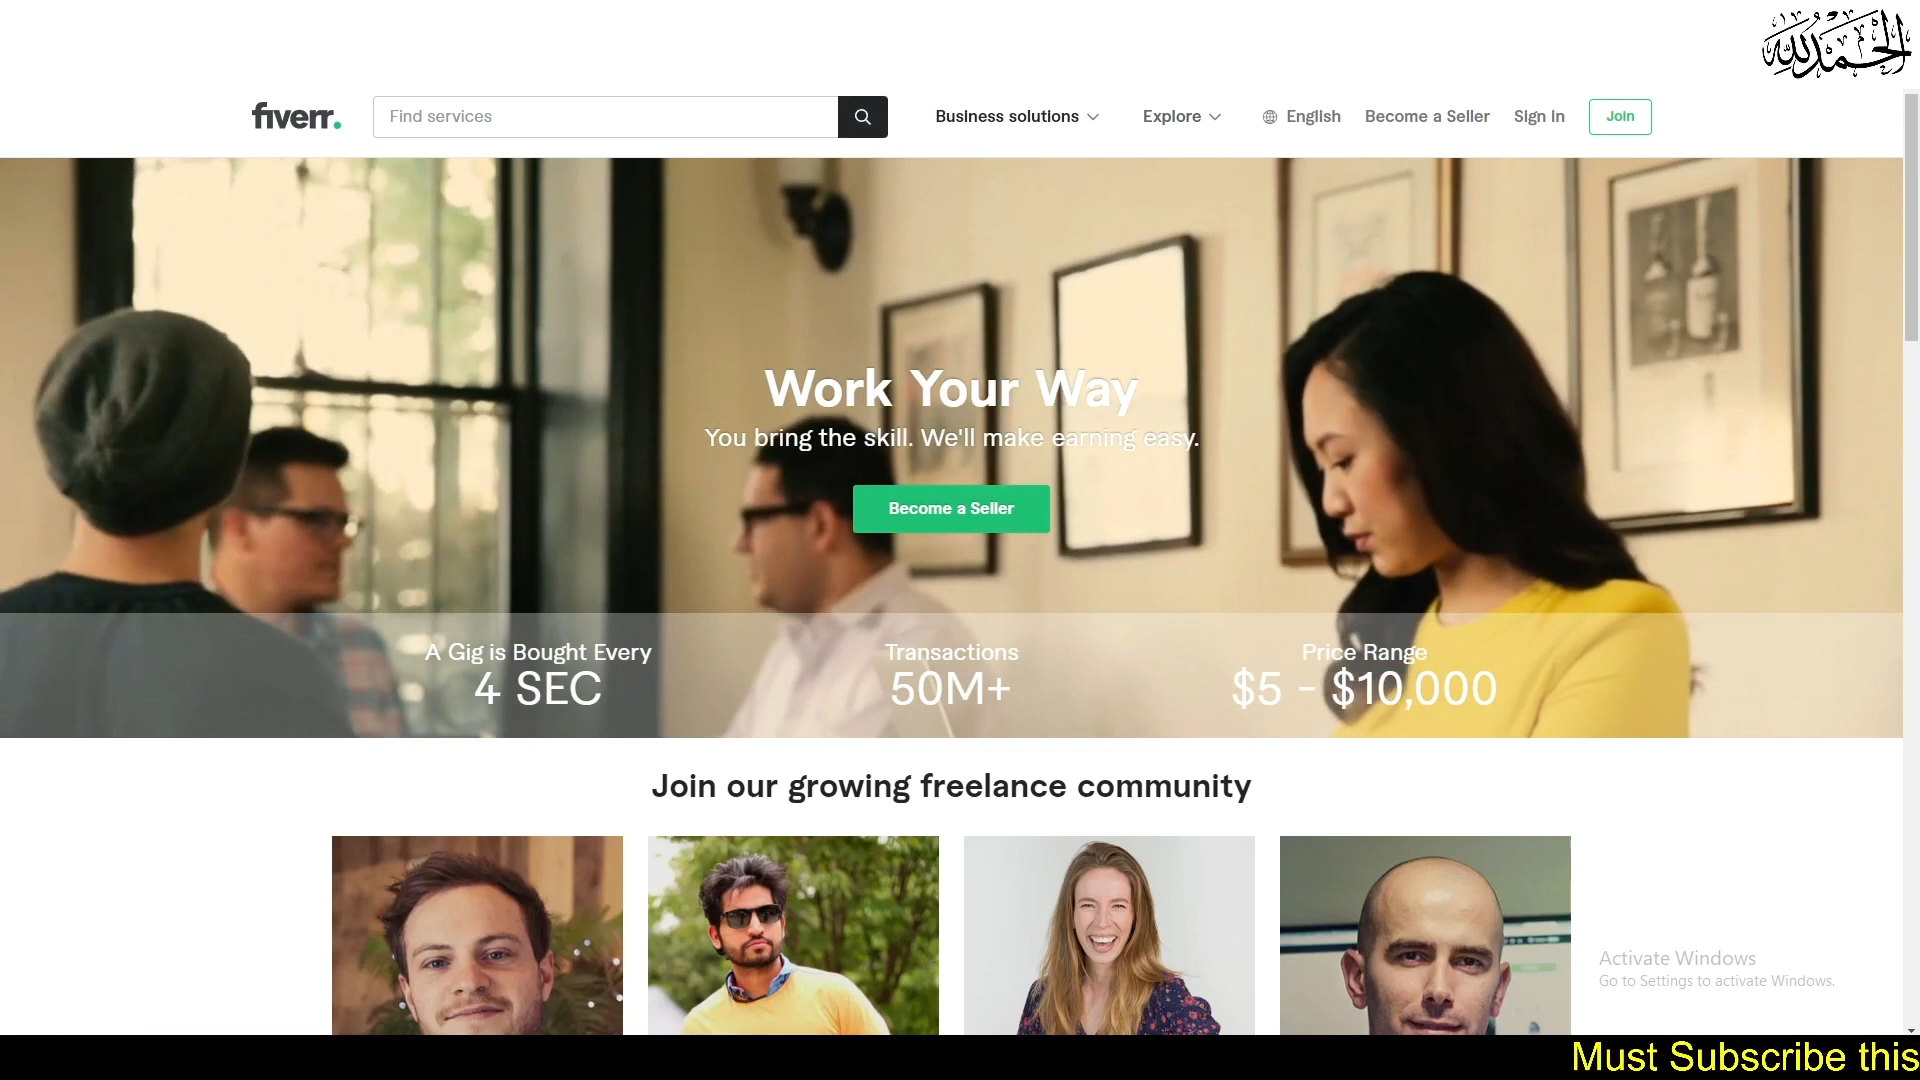 الحمد لله
fiverr.
Find services
Business solutions
Explore
English
Become a Seller
Sign In
Join
Work Your Way
You bring the skill. We'll make earning easy.
Become a Seller
A Gig is Bought Every
4 SEC
Transactions
50M+
Price Range
$5 - $10,000
Join our growing freelance community
Activate Windows
Go to Settings to activate Windows.
Must Subscribe this